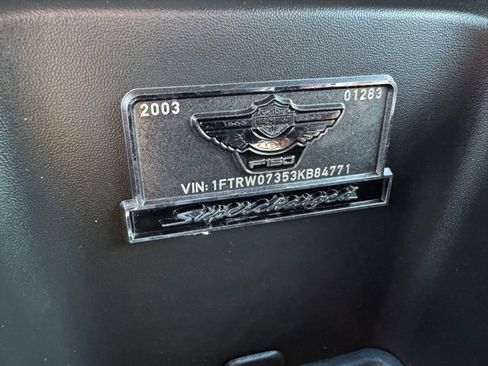 2003 01283
F150
VIN: 1FTRW07353KB84771
Supercharged